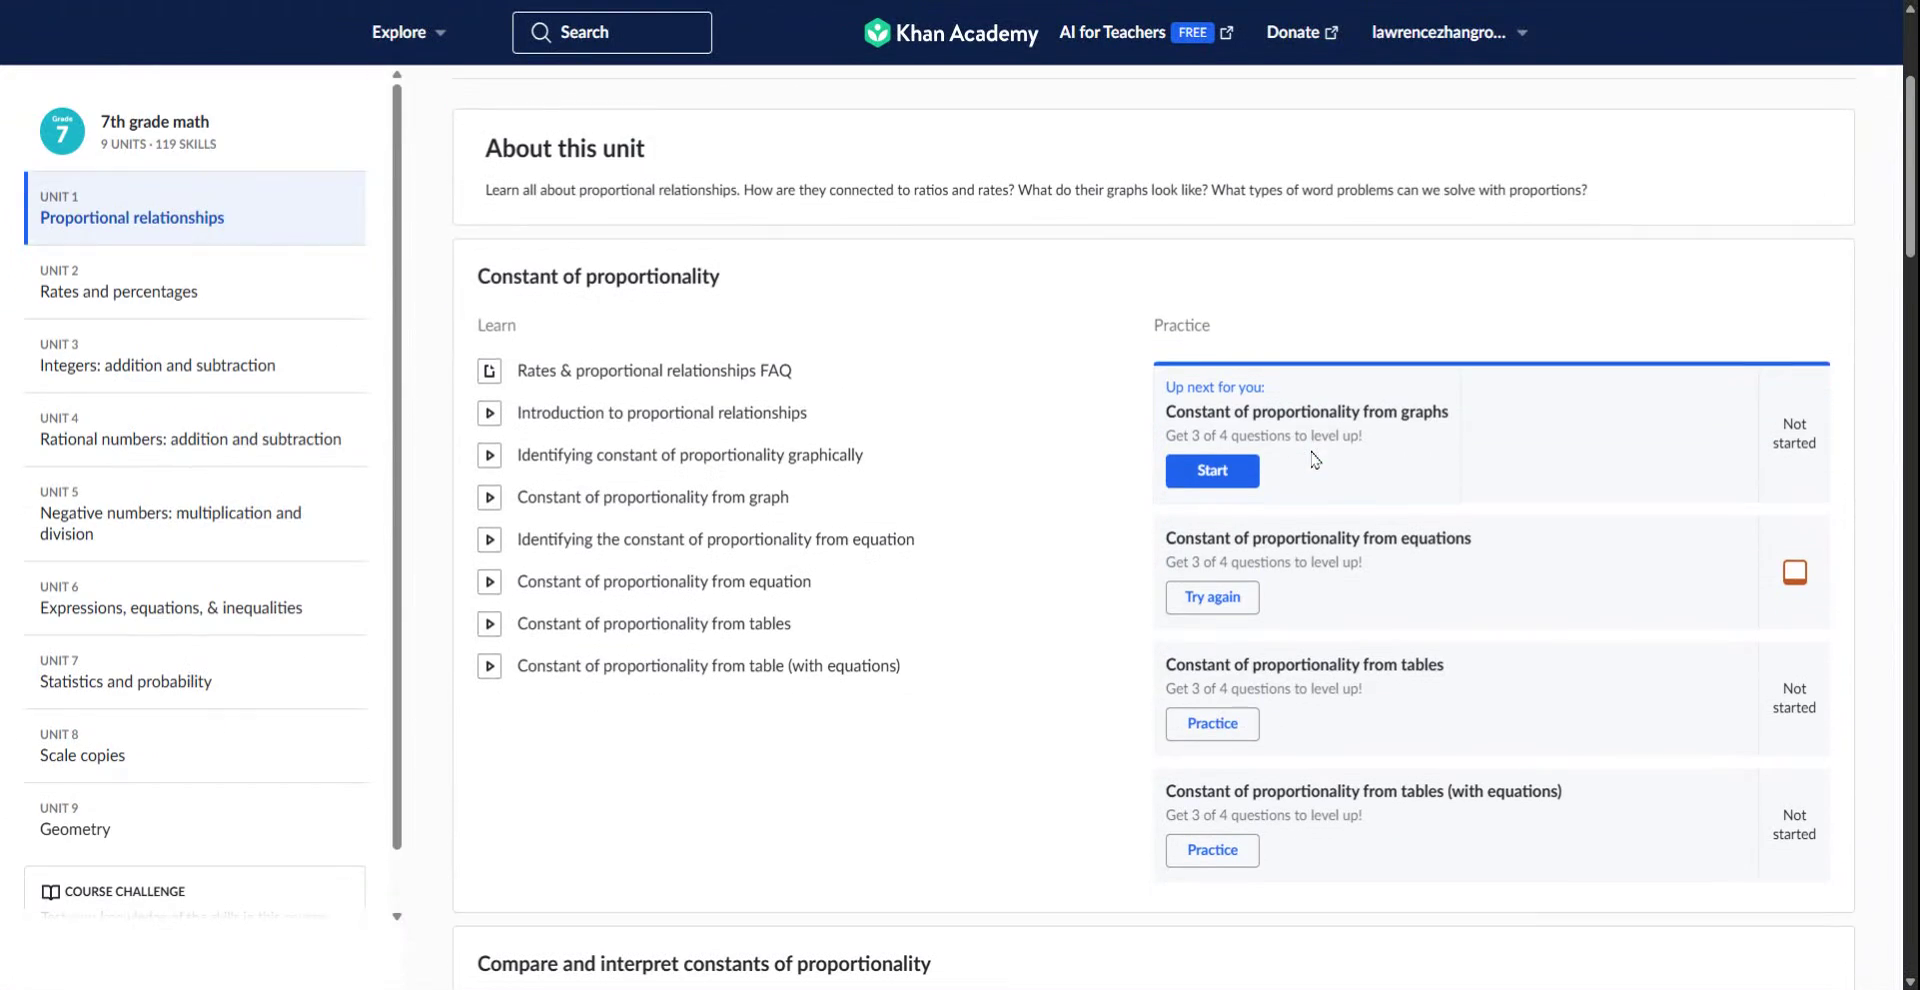 Explore
Search
Khan Academy
AI for Teachers FREE
Donate
lawrencezhangro...
Grade
7
7th grade math
9 UNITS · 119 SKILLS
UNIT 1
Proportional relationships
UNIT 2
Rates and percentages
UNIT 3
Integers: addition and subtraction
UNIT 4
Rational numbers: addition and subtraction
UNIT 5
Negative numbers: multiplication and
division
UNIT 6
Expressions, equations, & inequalities
UNIT 7
Statistics and probability
UNIT 8
Scale copies
UNIT 9
Geometry
COURSE CHALLENGE
Test your knowledge of the skills in this course.
About this unit
Learn all about proportional relationships. How are they connected to ratios and rates? What do their graphs look like? What types of word problems can we solve with proportions?
Constant of proportionality
Learn
Rates & proportional relationships FAQ
Introduction to proportional relationships
Identifying constant of proportionality graphically
Constant of proportionality from graph
Identifying the constant of proportionality from equation
Constant of proportionality from equation
Constant of proportionality from tables
Constant of proportionality from table (with equations)
Practice
Up next for you:
Constant of proportionality from graphs
Get 3 of 4 questions to level up!
Start
Not
started
Constant of proportionality from equations
Get 3 of 4 questions to level up!
Try again
Constant of proportionality from tables
Get 3 of 4 questions to level up!
Practice
Not
started
Constant of proportionality from tables (with equations)
Get 3 of 4 questions to level up!
Practice
Not
started
Compare and interpret constants of proportionality